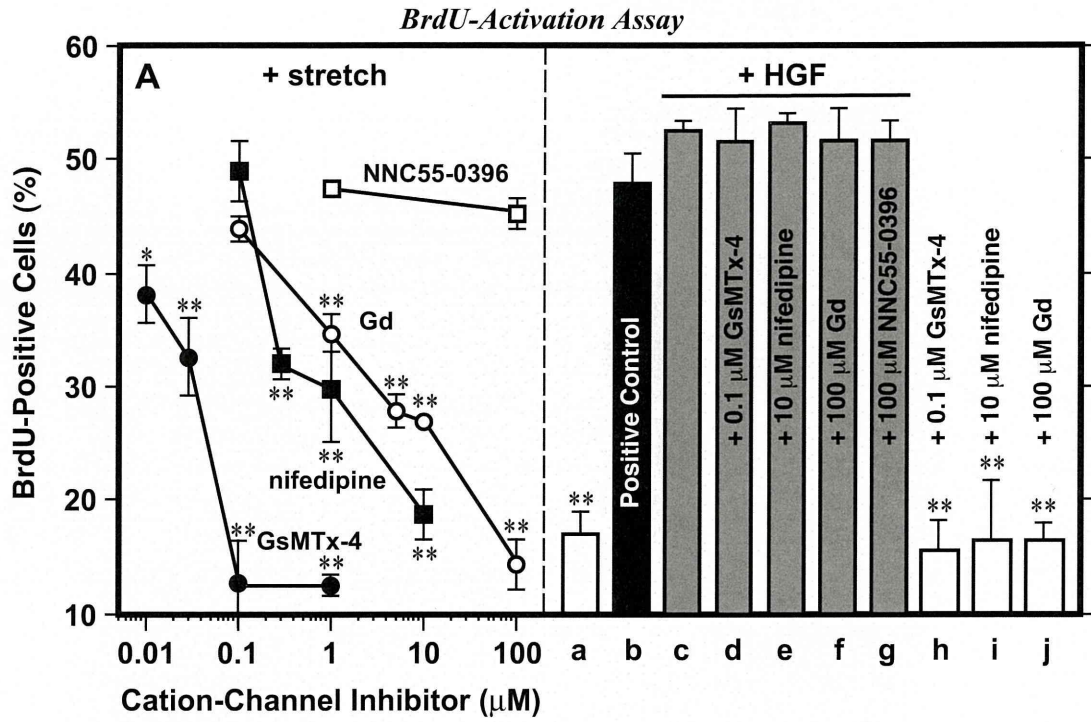 BrdU-Activation Assay
A
+ stretch
+ HGF
BrdU-Positive Cells (%)
60
50
40
30
20
10
NNC55-0396
Gd
nifedipine
GsMTx-4
*
**
**
**
**
**
**
**
**
**
**
**
Positive Control
+ 0.1 μM GsMTx-4
+ 10 μM nifedipine
+ 100 μM Gd
+ 100 μM NNC55-0396
+ 0.1 μM GsMTx-4
+ 10 μM nifedipine
+ 100 μM Gd
**
**
**
**
0.01 0.1 1 10 100
a b c d e f g h i j
Cation-Channel Inhibitor (μM)